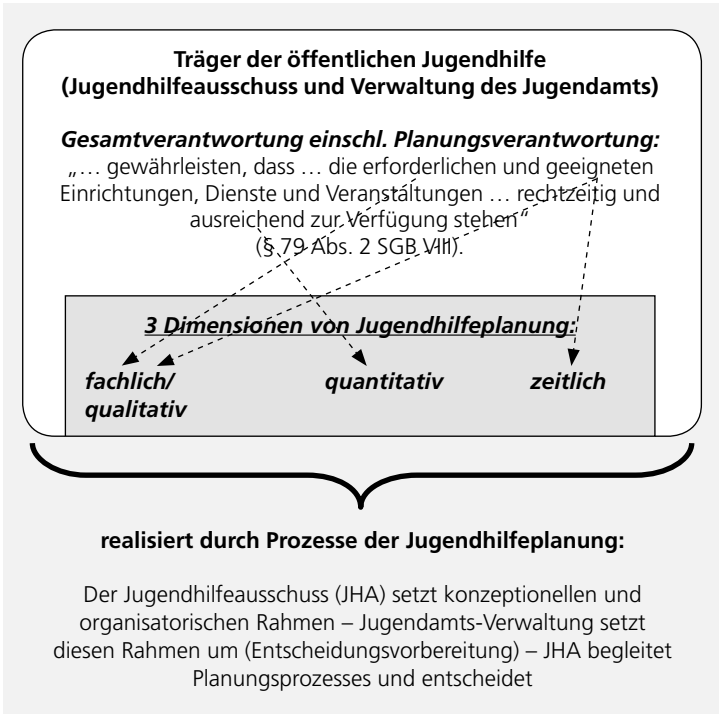 Träger der öffentlichen Jugendhilfe
(Jugendhilfeausschuss und Verwaltung des Jugendamts)
Gesamtverantwortung einschl. Planungsverantwortung:
„… gewährleisten, dass … die erforderlichen und geeigneten
Einrichtungen, Dienste und Veranstaltungen … rechtzeitig und
ausreichend zur Verfügung stehen“
(§ 79 Abs. 2 SGB VIII).
3 Dimensionen von Jugendhilfeplanung:
fachlich/ quantitativ zeitlich
qualitativ
realisiert durch Prozesse der Jugendhilfeplanung:
Der Jugendhilfeausschuss (JHA) setzt konzeptionellen und
organisatorischen Rahmen – Jugendamts-Verwaltung setzt
diesen Rahmen um (Entscheidungsvorbereitung) – JHA begleitet
Planungsprozesses und entscheidet